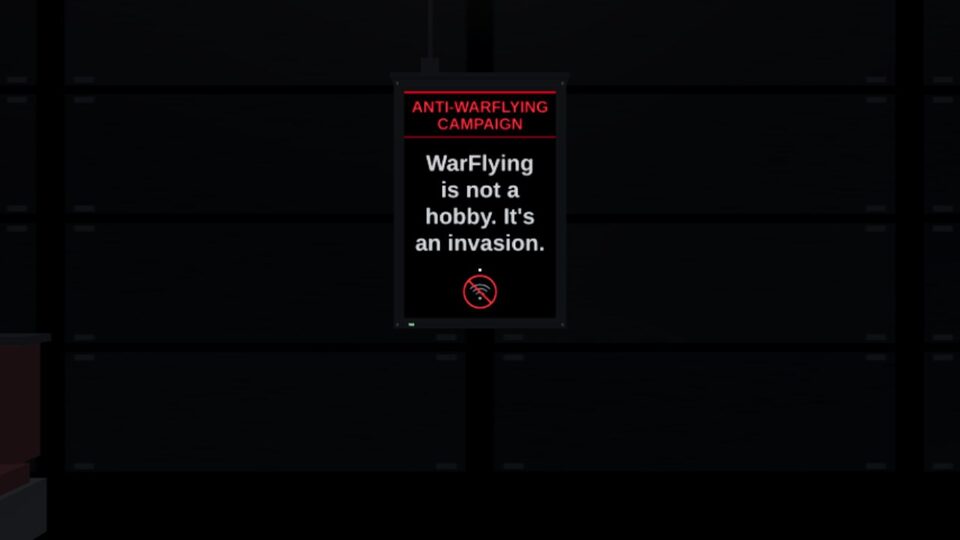 ANTI-WARFLYING
CAMPAIGN
WarFlying
is not a
hobby. It's
an invasion.